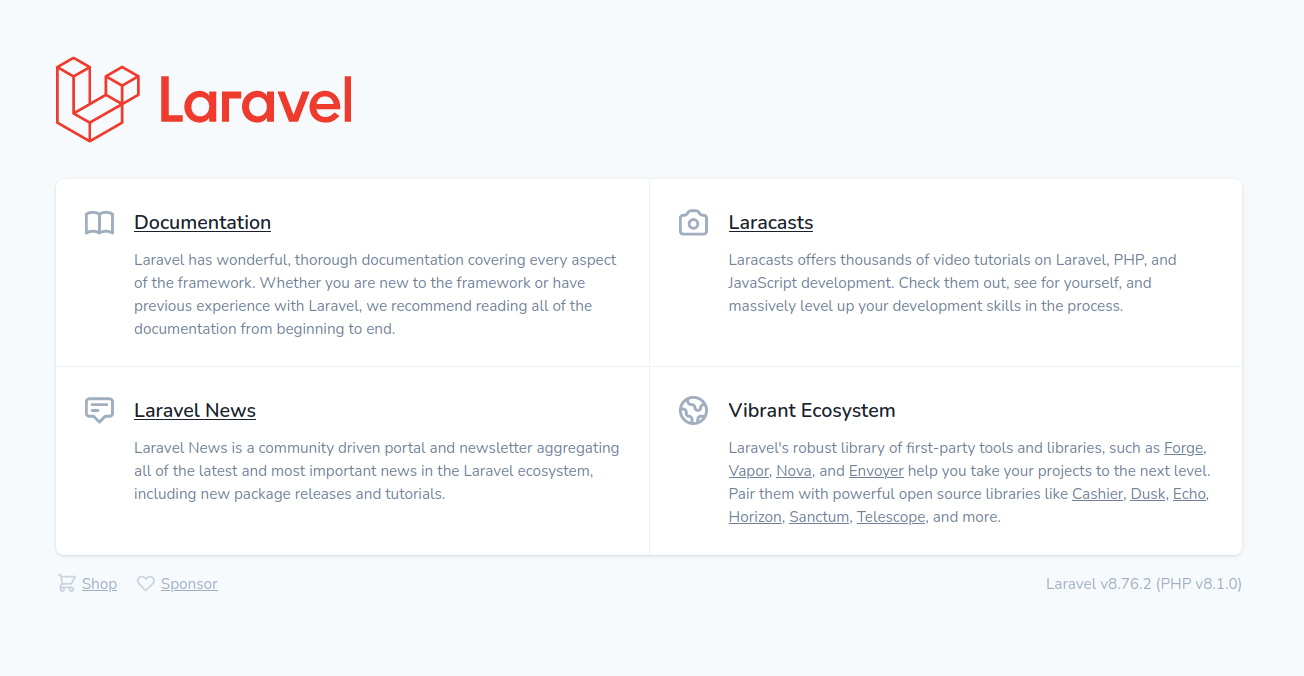 Laravel
Documentation
Laravel has wonderful, thorough documentation covering every aspect
of the framework. Whether you are new to the framework or have
previous experience with Laravel, we recommend reading all of the
documentation from beginning to end.
Laracasts
Laracasts offers thousands of video tutorials on Laravel, PHP, and
JavaScript development. Check them out, see for yourself, and
massively level up your development skills in the process.
Laravel News
Laravel News is a community driven portal and newsletter aggregating
all of the latest and most important news in the Laravel ecosystem,
including new package releases and tutorials.
Vibrant Ecosystem
Laravel's robust library of first-party tools and libraries, such as Forge,
Vapor, Nova, and Envoyer help you take your projects to the next level.
Pair them with powerful open source libraries like Cashier, Dusk, Echo,
Horizon, Sanctum, Telescope, and more.
Shop
Sponsor
Laravel v8.76.2 (PHP v8.1.0)